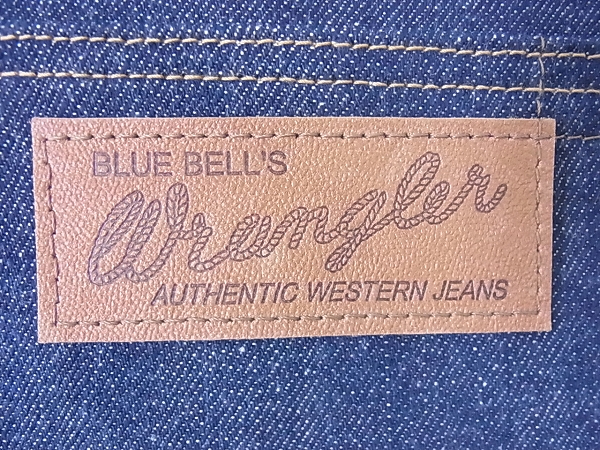 BLUE BELL'S
Wrangler
AUTHENTIC WESTERN JEANS